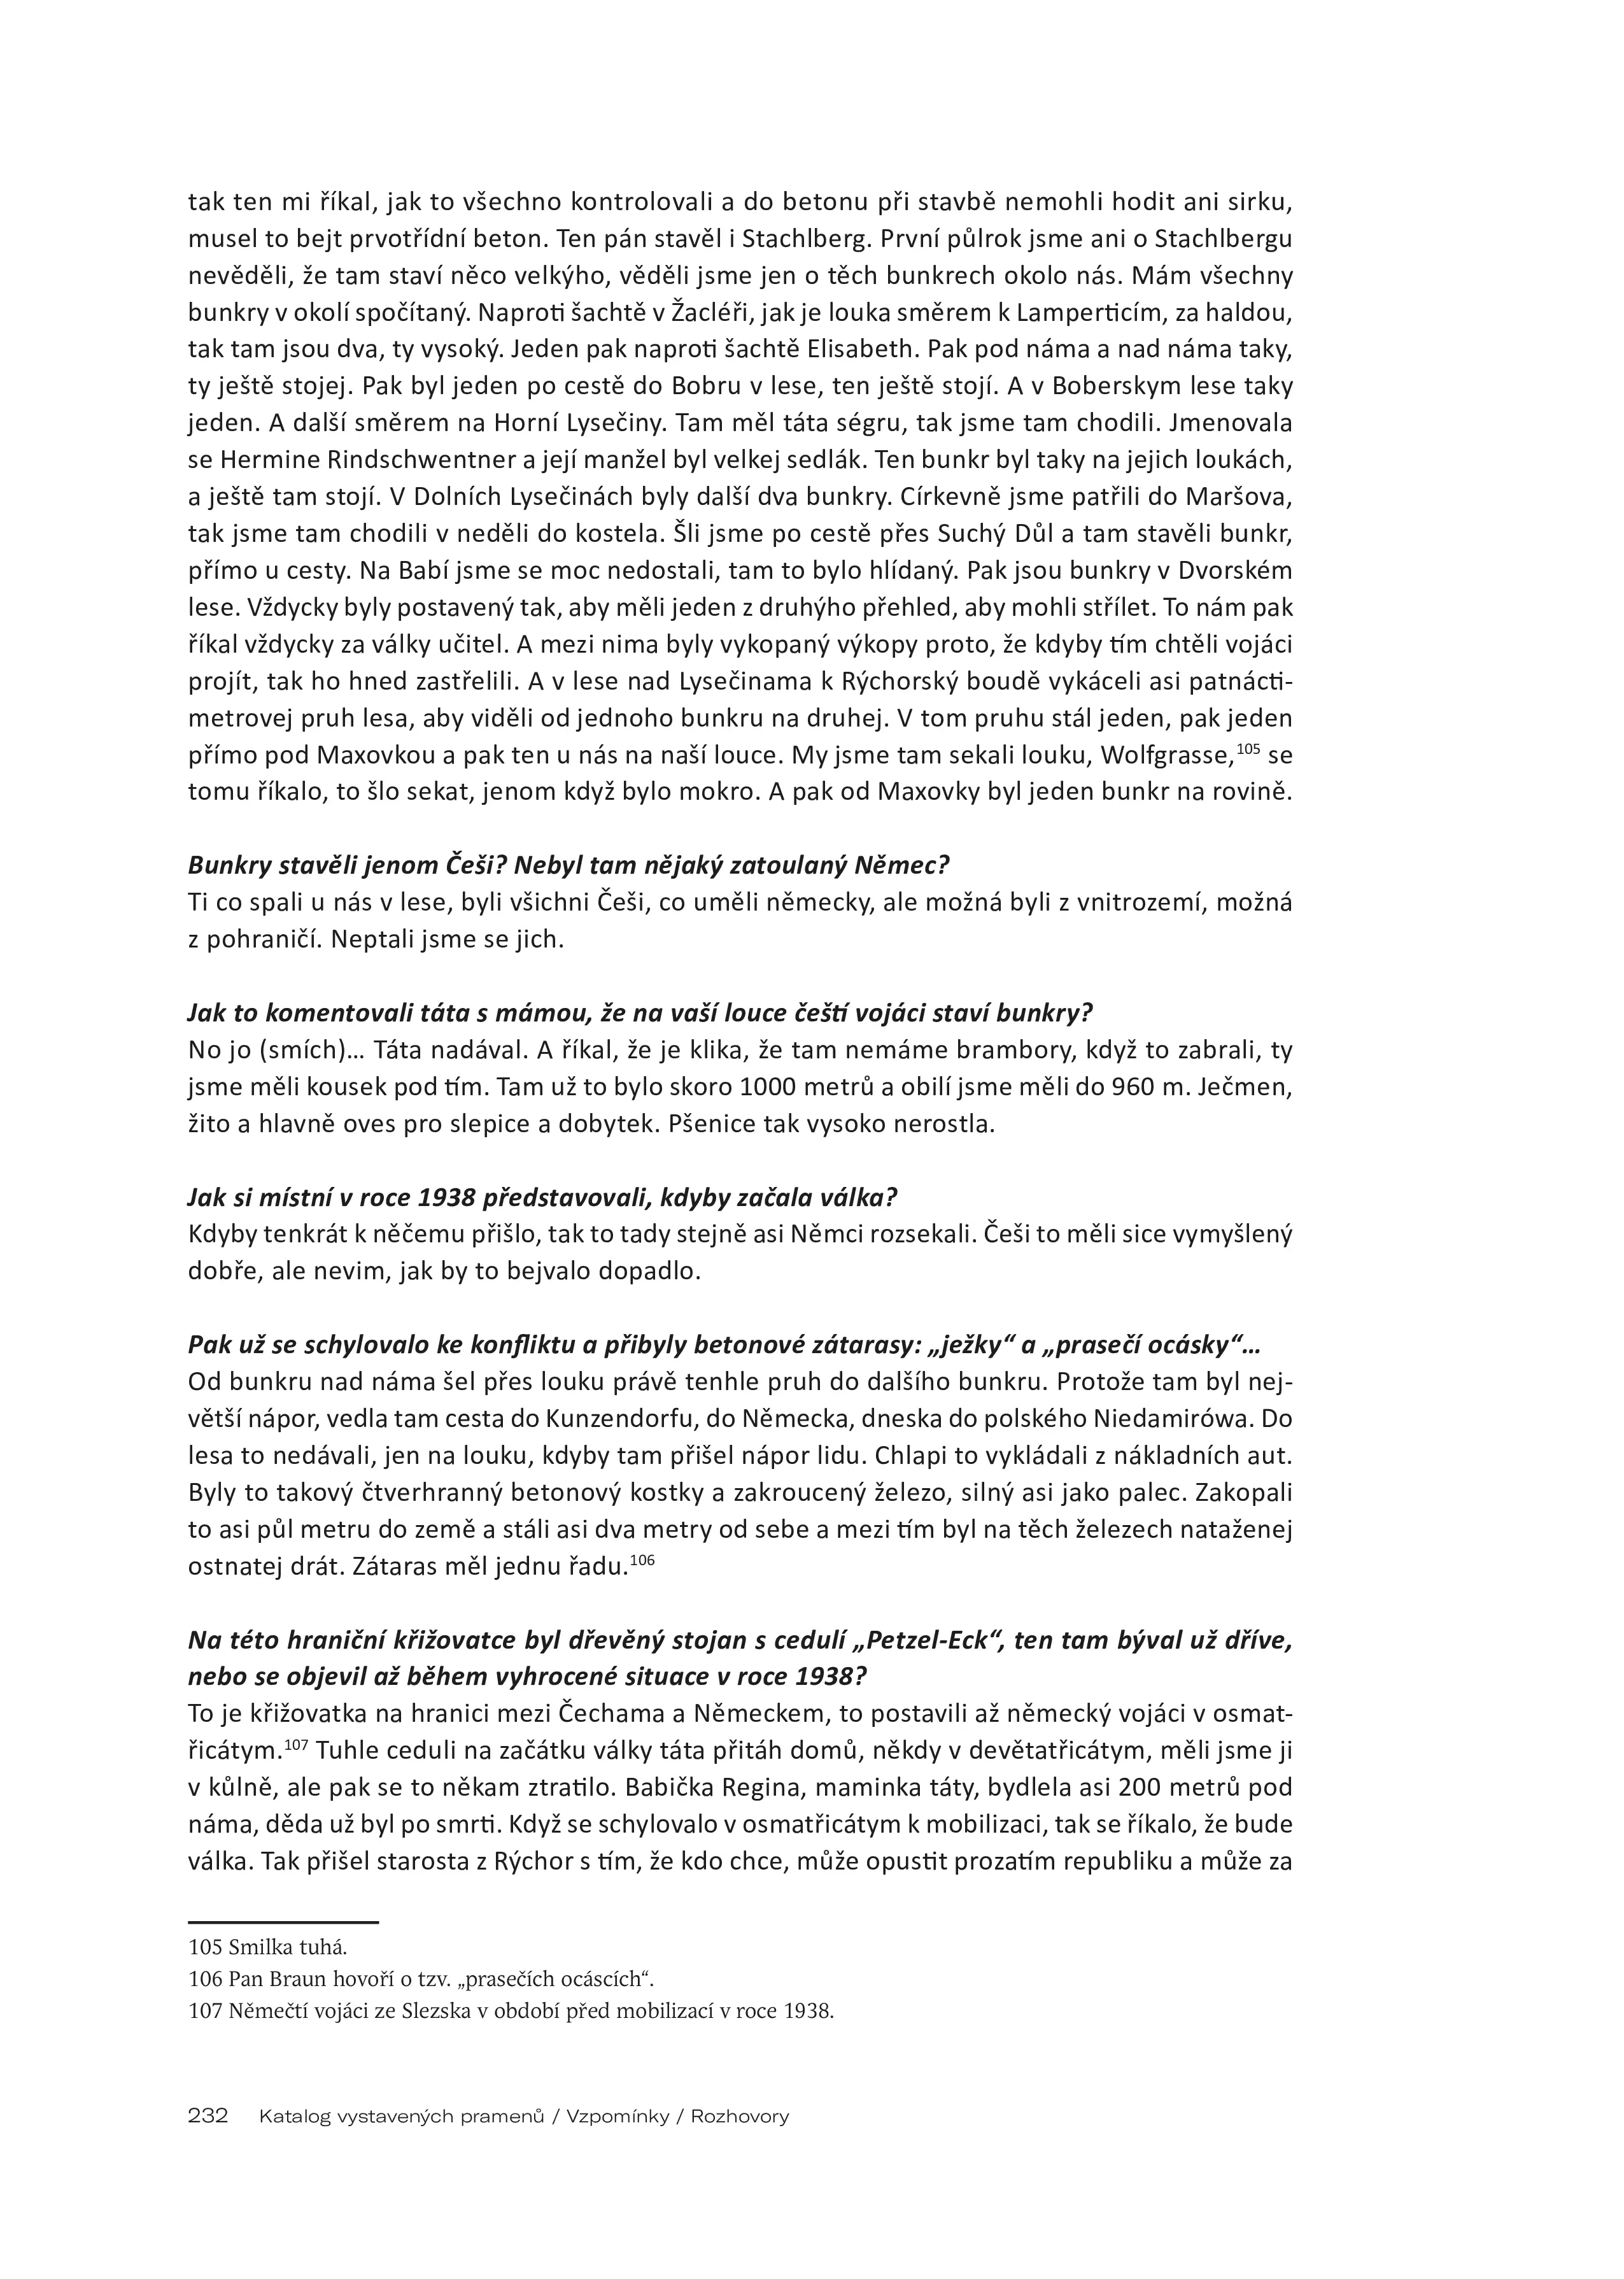 tak ten mi říkal, jak to všechno kontrolovali a do betonu při stavbě nemohli hodit ani sirku,
musel to bejt prvotřídní beton. Ten pán stavěl i Stachlberg. První půlrok jsme ani o Stachlbergu
nevěděli, že tam staví něco velkýho, věděli jsme jen o těch bunkrech okolo nás. Mám všechny
bunkry v okolí spočítaný. Naproti šachtě v Žacléři, jak je louka směrem k Lamperticím, za haldou,
tak tam jsou dva, ty vysoký. Jeden pak naproti šachtě Elisabeth. Pak pod náma a nad náma taky,
ty ještě stojej. Pak byl jeden po cestě do Bobru v lese, ten ještě stojí. A v Boberskym lese taky
jeden. A další směrem na Horní Lysečiny. Tam měl táta ségru, tak jsme tam chodili. Jmenovala
se Hermine Rindschwentner a její manžel byl velkej sedlák. Ten bunkr byl taky na jejich loukách,
a ještě tam stojí. V Dolních Lysečinách byly další dva bunkry. Církevně jsme patřili do Maršova,
tak jsme tam chodili v neděli do kostela. Šli jsme po cestě přes Suchý Důl a tam stavěli bunkr,
přímo u cesty. Na Babí jsme se moc nedostali, tam to bylo hlídaný. Pak jsou bunkry v Dvorském
lese. Vždycky byly postavený tak, aby měli jeden z druhýho přehled, aby mohli střílet. To nám pak
říkal vždycky za války učitel. A mezi nima byly vykopaný výkopy proto, že kdyby tím chtěli vojáci
projít, tak ho hned zastřelili. A v lese nad Lysečinama k Rýchorský boudě vykáceli asi patnácti-
metrovej pruh lesa, aby viděli od jednoho bunkru na druhej. V tom pruhu stál jeden, pak jeden
přímo pod Maxovkou a pak ten u nás na naší louce. My jsme tam sekali louku, Wolfgrasse,105 se
tomu říkalo, to šlo sekat, jenom když bylo mokro. A pak od Maxovky byl jeden bunkr na rovině.
Bunkry stavěli jenom Češi? Nebyl tam nějaký zatoulaný Němec?
Ti co spali u nás v lese, byli všichni Češi, co uměli německy, ale možná byli z vnitrozemí, možná
z pohraničí. Neptali jsme se jich.
Jak to komentovali táta s mámou, že na vaší louce čeští vojáci staví bunkry?
No jo (smích)… Táta nadával. A říkal, že je klika, že tam nemáme brambory, když to zabrali, ty
jsme měli kousek pod tím. Tam už to bylo skoro 1000 metrů a obilí jsme měli do 960 m. Ječmen,
žito a hlavně oves pro slepice a dobytek. Pšenice tak vysoko nerostla.
Jak si místní v roce 1938 představovali, kdyby začala válka?
Kdyby tenkrát k něčemu přišlo, tak to tady stejně asi Němci rozsekali. Češi to měli sice vymyšlený
dobře, ale nevim, jak by to bejvalo dopadlo.
Pak už se schylovalo ke konfliktu a přibyly betonové zátarasy: „ježky“ a „prasečí ocásky“…
Od bunkru nad náma šel přes louku právě tenhle pruh do dalšího bunkru. Protože tam byl nej-
větší nápor, vedla tam cesta do Kunzendorfu, do Německa, dneska do polského Niedamirówa. Do
lesa to nedávali, jen na louku, kdyby tam přišel nápor lidu. Chlapi to vykládali z nákladních aut.
Byly to takový čtverhranný betonový kostky a zakroucený železo, silný asi jako palec. Zakopali
to asi půl metru do země a stáli asi dva metry od sebe a mezi tím byl na těch železech nataženej
ostnatej drát. Zátaras měl jednu řadu.106
Na této hraniční křižovatce byl dřevěný stojan s cedulí „Petzel-Eck“, ten tam býval už dříve,
nebo se objevil až během vyhrocené situace v roce 1938?
To je křižovatka na hranici mezi Čechama a Německem, to postavili až německý vojáci v osmat-
řicátym.107 Tuhle ceduli na začátku války táta přitáh domů, někdy v devětatřicátym, měli jsme ji
v kůlně, ale pak se to někam ztratilo. Babička Regina, maminka táty, bydlela asi 200 metrů pod
náma, děda už byl po smrti. Když se schylovalo v osmatřicátym k mobilizaci, tak se říkalo, že bude
válka. Tak přišel starosta z Rýchor s tím, že kdo chce, může opustit prozatím republiku a může za
105 Smilka tuhá.
106 Pan Braun hovoří o tzv. „prasečích ocáscích“.
107 Němečtí vojáci ze Slezska v období před mobilizací v roce 1938.
232 Katalog vystavených pramenů / Vzpomínky / Rozhovory